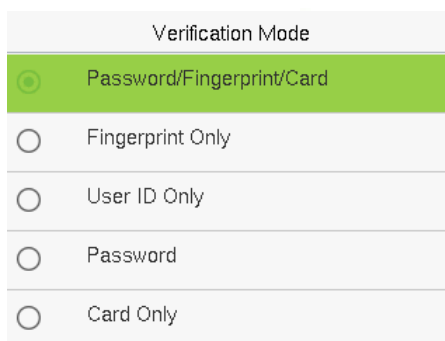 Verification Mode
Password/Fingerprint/Card
Fingerprint Only
User ID Only
Password
Card Only